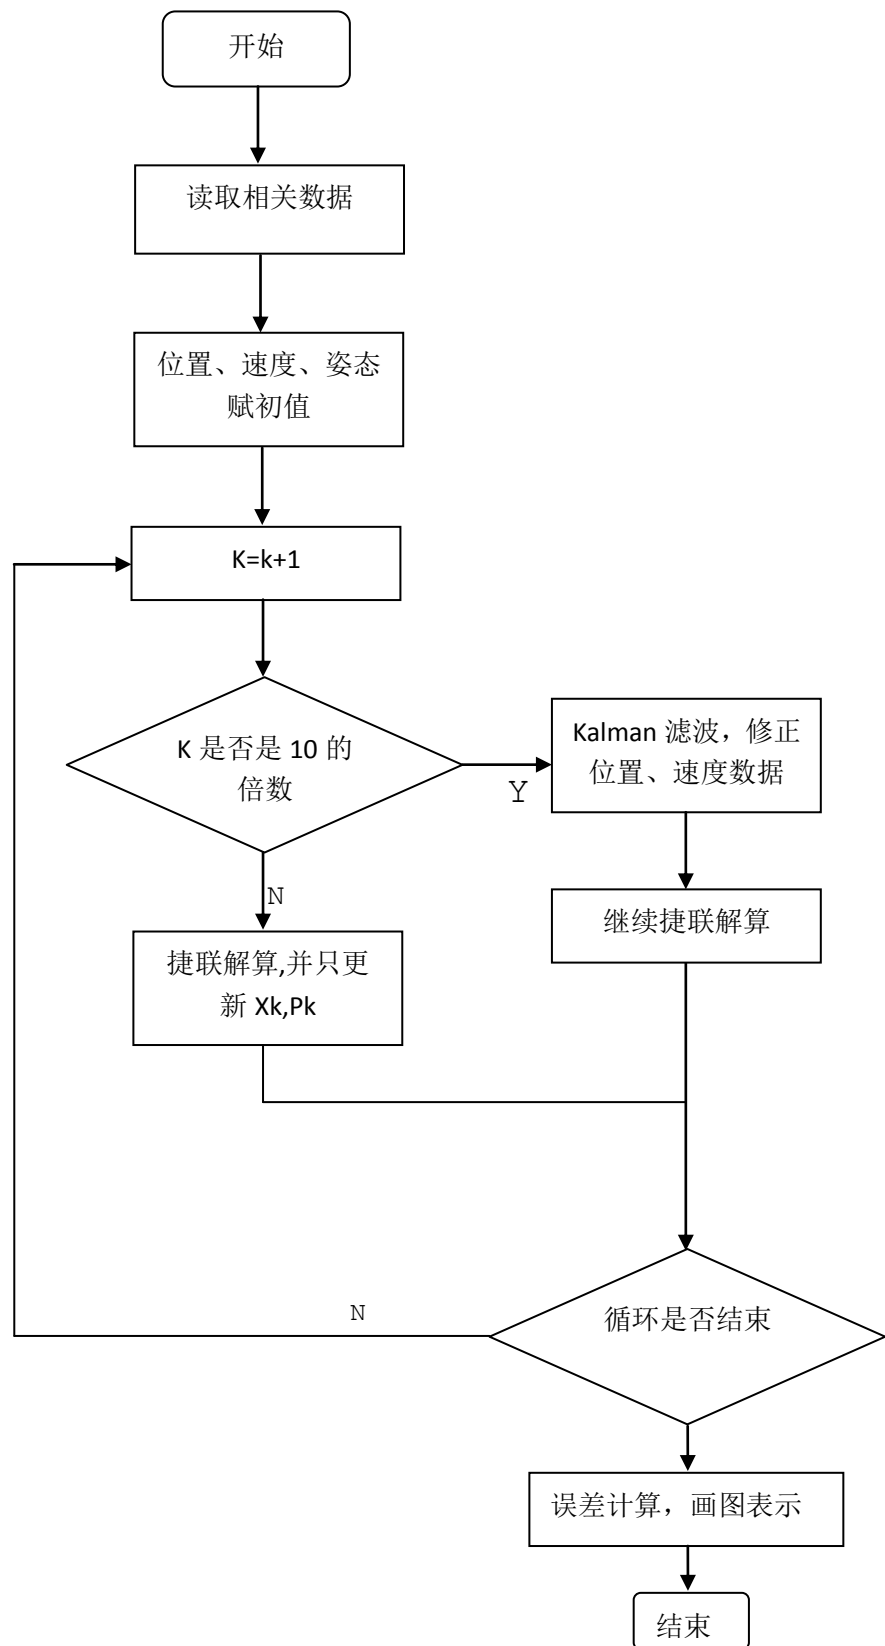 开始
读取相关数据
位置、速度、姿态
赋初值
K=k+1
K 是否是 10 的
倍数
Y
Kalman 滤波，修正
位置、速度数据
N
继续捷联解算
捷联解算,并只更
新 Xk,Pk
N
循环是否结束
误差计算，画图表示
结束